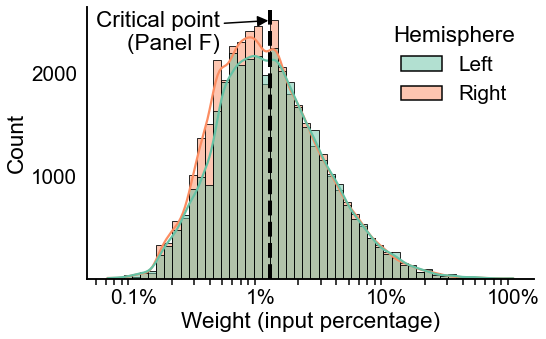 Critical point
(Panel F)
Hemisphere
Left
Right
Count
2000
1000
0.1%
1%
10%
100%
Weight (input percentage)